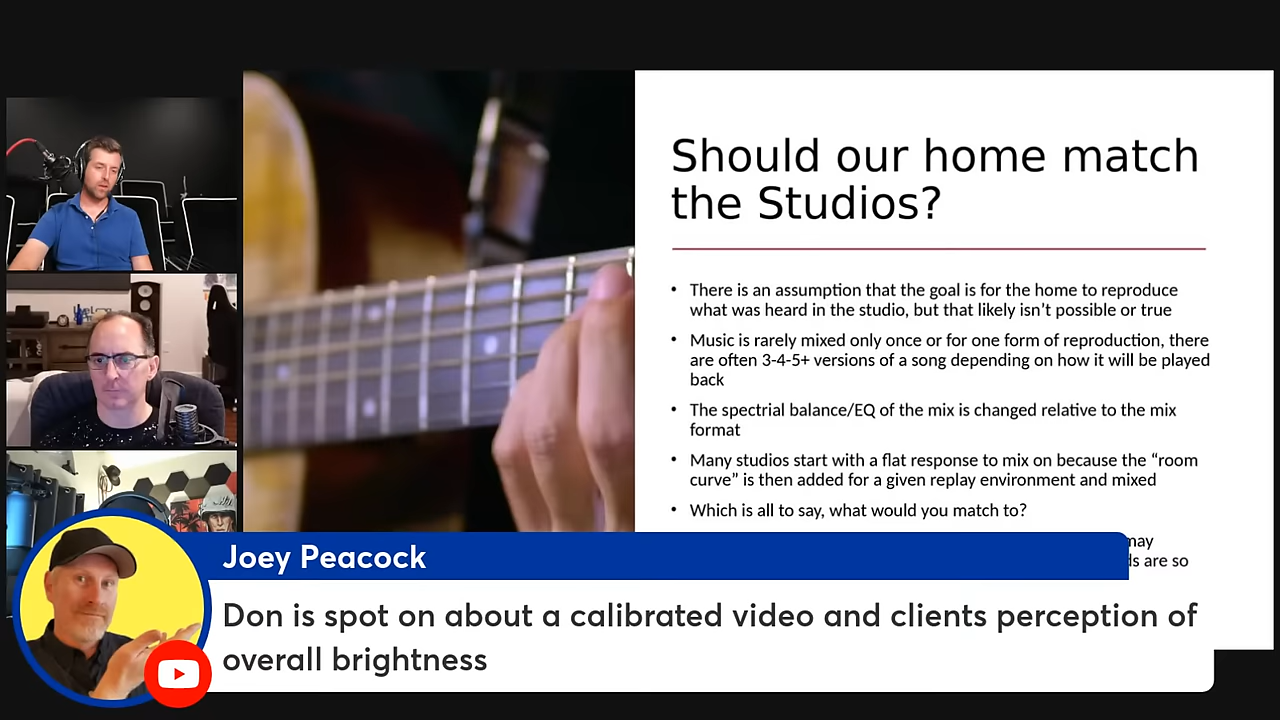 Should our home match
the Studios?
• There is an assumption that the goal is for the home to reproduce
what was heard in the studio, but that likely isn’t possible or true
• Music is rarely mixed only once or for one form of reproduction, there
are often 3-4-5+ versions of a song depending on how it will be played
back
• The spectrial balance/EQ of the mix is changed relative to the mix
format
• Many studios start with a flat response to mix on because the “room
curve” is then added for a given replay environment and mixed
• Which is all to say, what would you match to?
may
are so
Joey Peacock
Don is spot on about a calibrated video and clients perception of
overall brightness